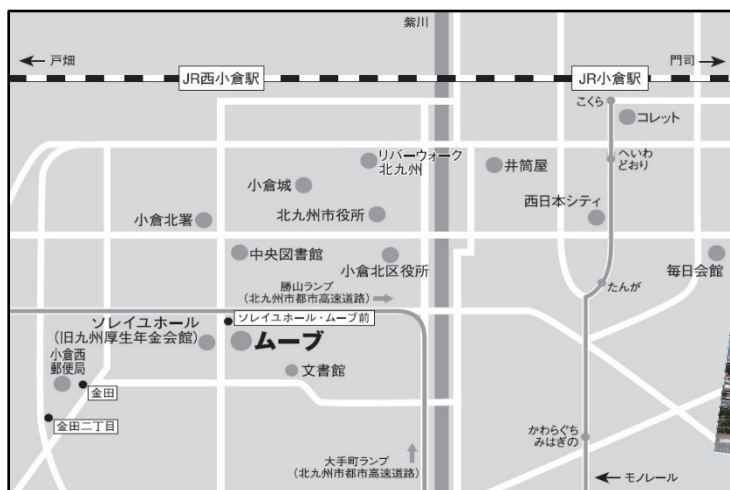 紫川
戸畑
門司
JR西小倉駅
JR小倉駅
こくら
コレット
リバーウォーク
北九州
井筒屋
へいわ
どおり
小倉城
西日本シティ
小倉北署
北九州市役所
中央図書館
小倉北区役所
毎日会館
勝山ランプ
(北九州市都市高速道路)
たんが
ソレイユホール
(旧九州厚生年金会館)
ソレイユホール・ムーブ前
ムーブ
小倉西
郵便局
文書館
金田
金田二丁目
かわらぐち
みはぎの
大手町ランプ
(北九州市都市高速道路)
モノレール